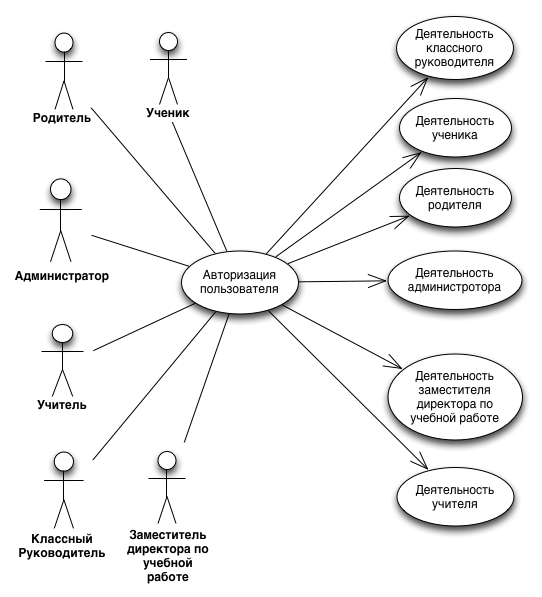 Родитель
Ученик
Администратор
Учитель
Классный
Руководитель
Заместитель
директора по
учебной
работе
Авторизация
пользователя
Деятельность
классного
руководителя
Деятельность
ученика
Деятельность
родителя
Деятельность
администротора
Деятельность
заместителя
директора по
учебной работе
Деятельность
учителя